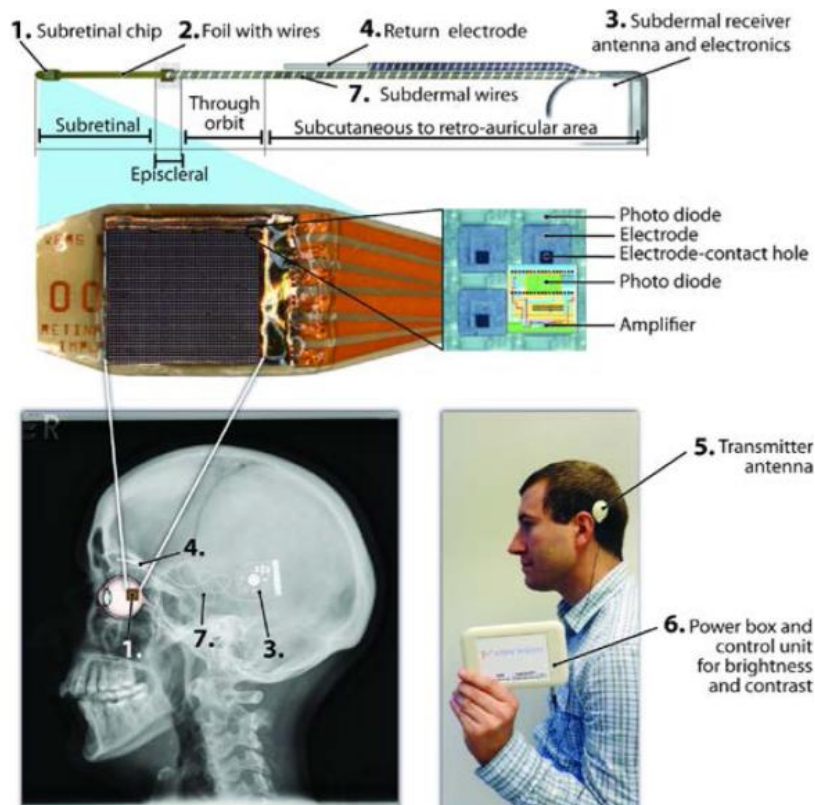 1. Subretinal chip
2. Foil with wires
4. Return electrode
3. Subdermal receiver
antenna and electronics
7. Subdermal wires
Subretinal
Through
orbit
Subcutaneous to retro-auricular area
Episcleral
Photo diode
Electrode
Electrode-contact hole
Photo diode
Amplifier
RETINA
IMPL
R
4.
1.
7.
3.
5. Transmitter
antenna
6. Power box and
control unit
for brightness
and contrast